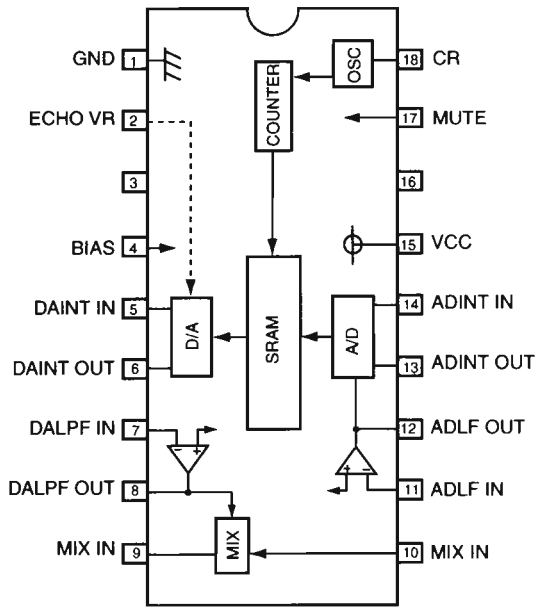 GND 1
ECHO VR 2
3
BIAS 4
DAINT IN 5
DAINT OUT 6
DALPF IN 7
DALPF OUT 8
MIX IN 9
18 CR
17 MUTE
16
15 VCC
14 ADINT IN
13 ADINT OUT
12 ADLF OUT
11 ADLF IN
10 MIX IN
OSC
COUNTER
SRAM
D/A
A/D
- +
+ -
MIX